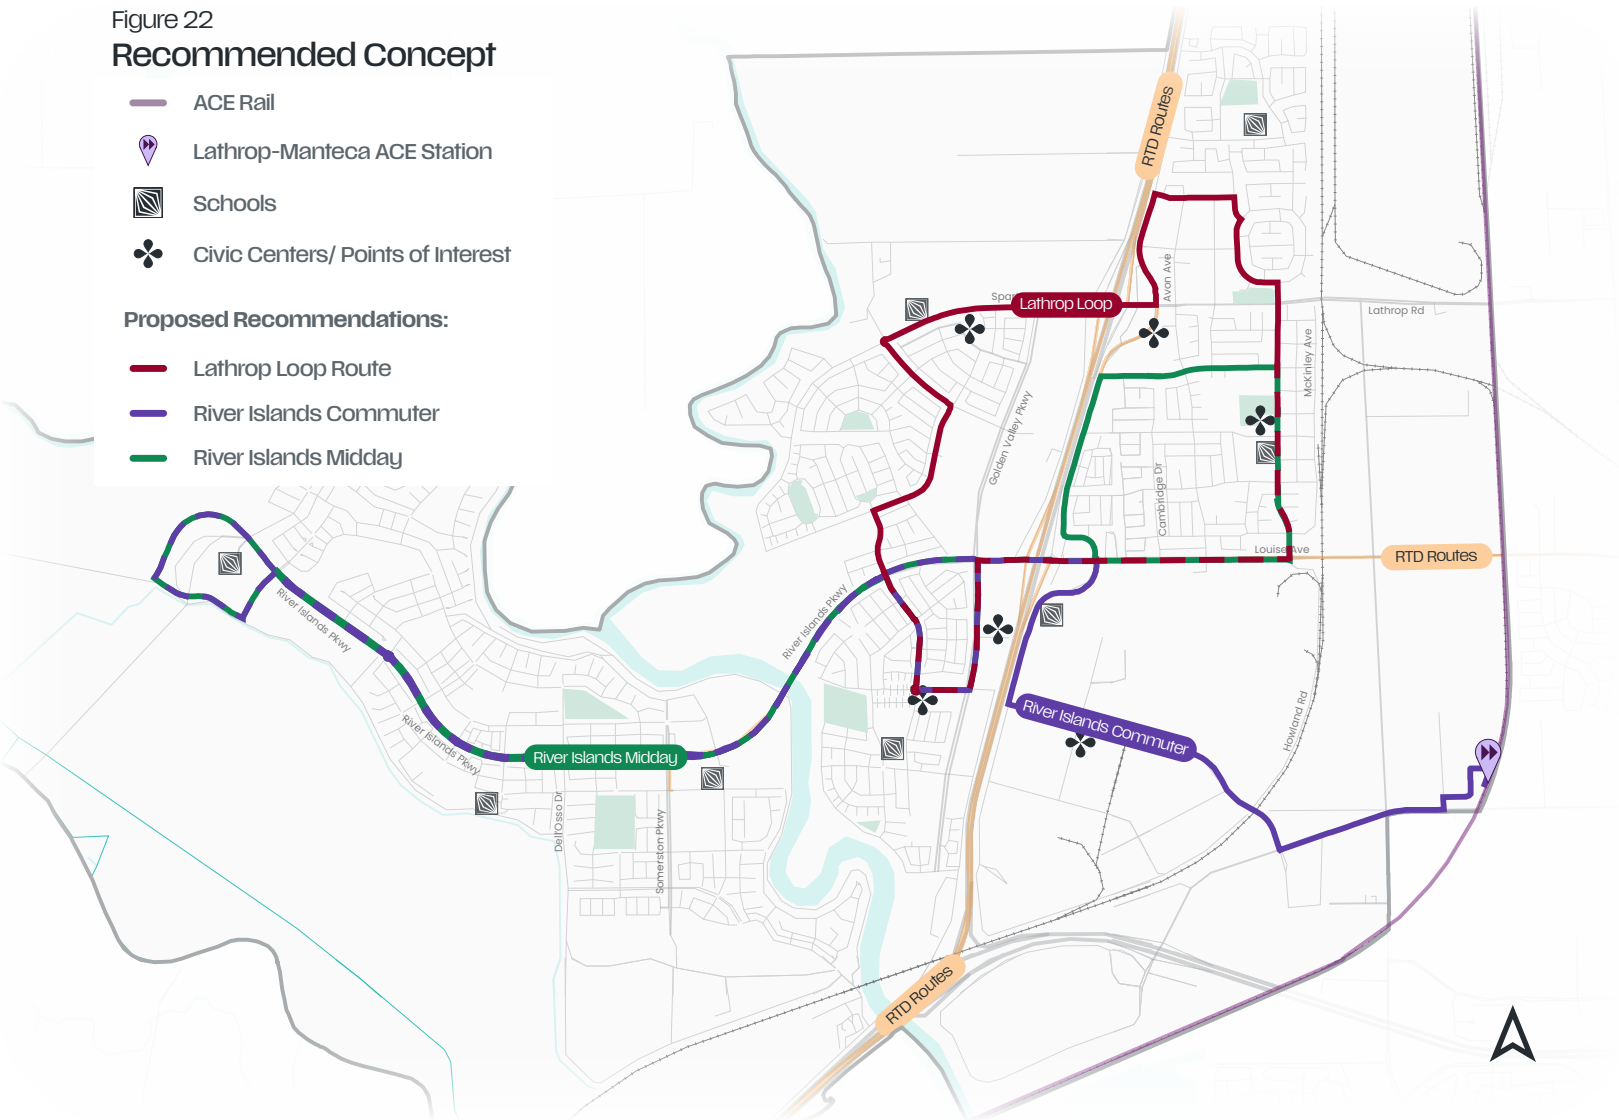 Figure 22
Recommended Concept
ACE Rail
Lathrop-Manteca ACE Station
Schools
Civic Centers/ Points of Interest
Proposed Recommendations:
Lathrop Loop Route
River Islands Commuter
River Islands Midday
RTD Routes
Avon Ave
Lathrop Loop
Lathrop Rd
McKinley Ave
Golden Valley Pkwy
Cambridge Dr
Louise Ave
RTD Routes
River Islands Pkwy
River Islands Pkwy
River Islands Pkwy
River Islands Commuter
Howland Rd
River Islands Midday
Dell'Osso Dr
Somerston Pkwy
RTD Routes